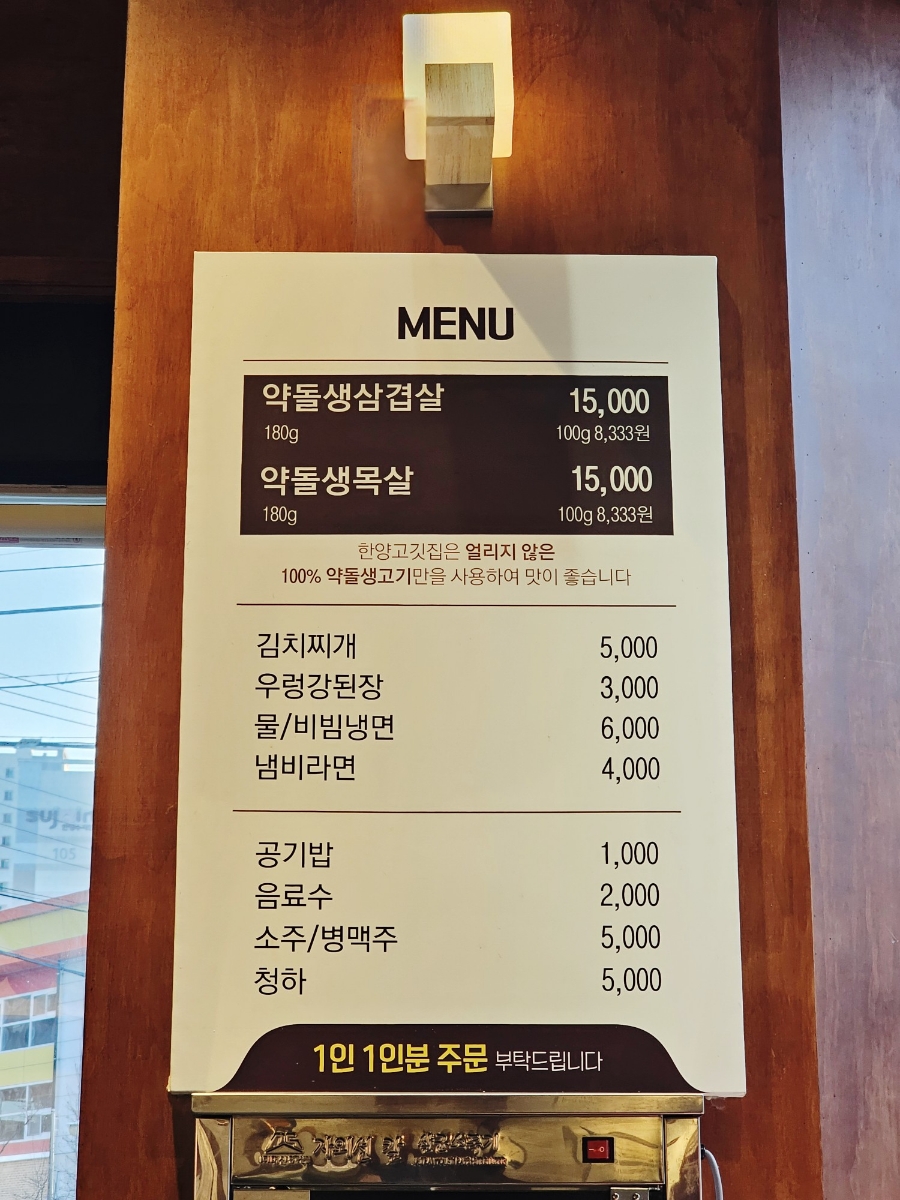 MENU
약돌생삼겹살 15,000
180g 100g 8,333원
약돌생목살 15,000
180g 100g 8,333원
한양고깃집은 얼리지 않은
100% 약돌생고기만을 사용하여 맛이 좋습니다
김치찌개 5,000
우렁강된장 3,000
물/비빔냉면 6,000
냄비라면 4,000
공기밥 1,000
음료수 2,000
소주/병맥주 5,000
청하 5,000
1인 1인분 주문 부탁드립니다
자외선 살
105